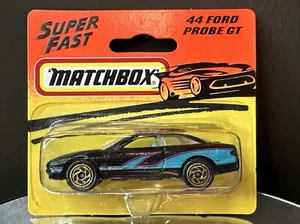 SUPER
FAST
44 FORD
PROBE GT
MATCHBOX